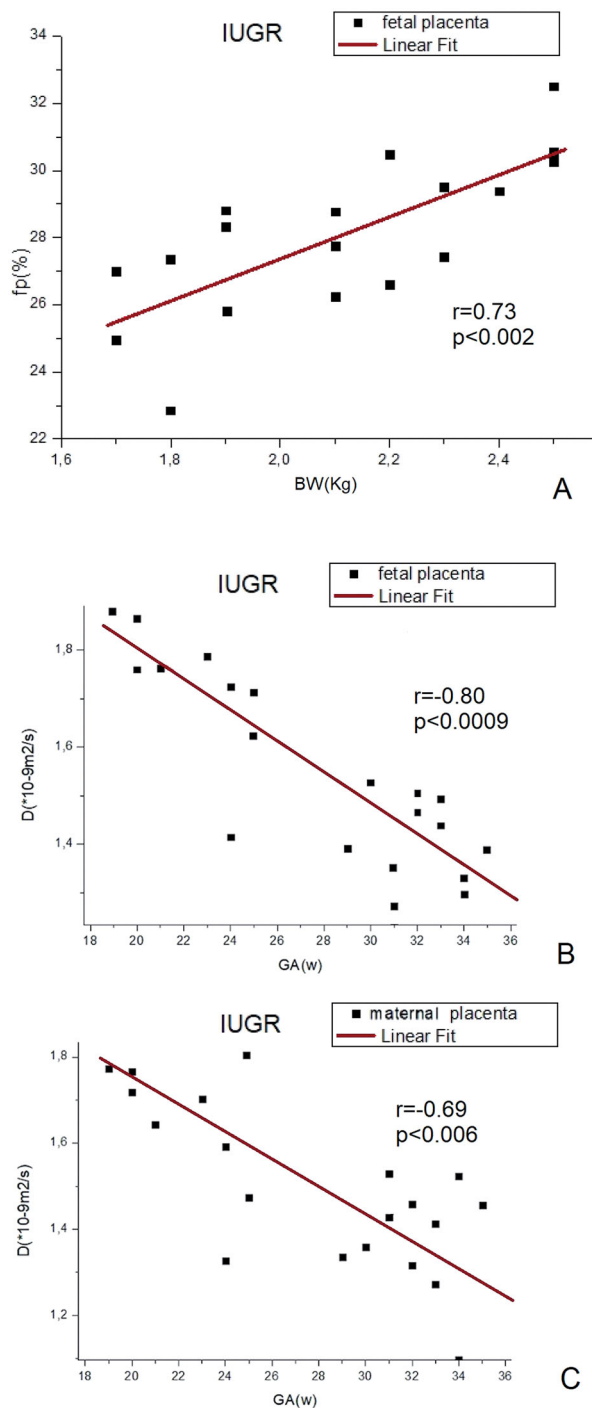 IUGR
fetal placenta
Linear Fit
34
32
30
28
26
24
22
fp(%)
r=0.73
p<0.002
1,6
1,8
2,0
2,2
2,4
BW(Kg)
A
IUGR
fetal placenta
Linear Fit
1,8
1,6
1,4
D(*10-9m2/s)
r=-0.80
p<0.0009
18 20 22 24 26 28 30 32 34 36
GA(w)
B
IUGR
maternal placenta
Linear Fit
1,8
1,6
1,4
1,2
D(*10-9m2/s)
r=-0.69
p<0.006
18 20 22 24 26 28 30 32 34 36
GA(w)
C